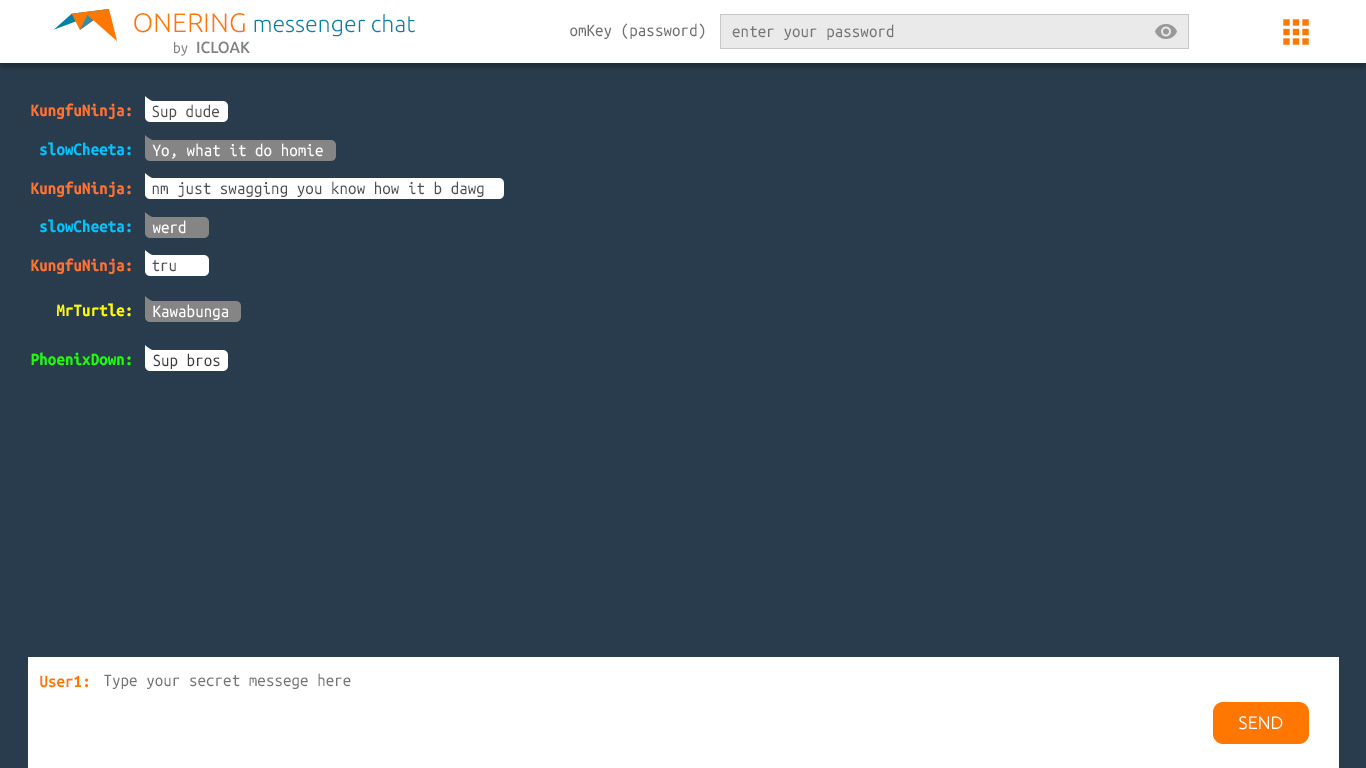 ONERING messenger chat
by ICLOAK
omKey (password)
enter your password
KungfuNinja: Sup dude
slowCheeta: Yo, what it do homie
KungfuNinja: nm just swagging you know how it b dawg
slowCheeta: werd
KungfuNinja: tru
MrTurtle: Kawabunga
PhoenixDown: Sup bros
User1: Type your secret messege here
SEND